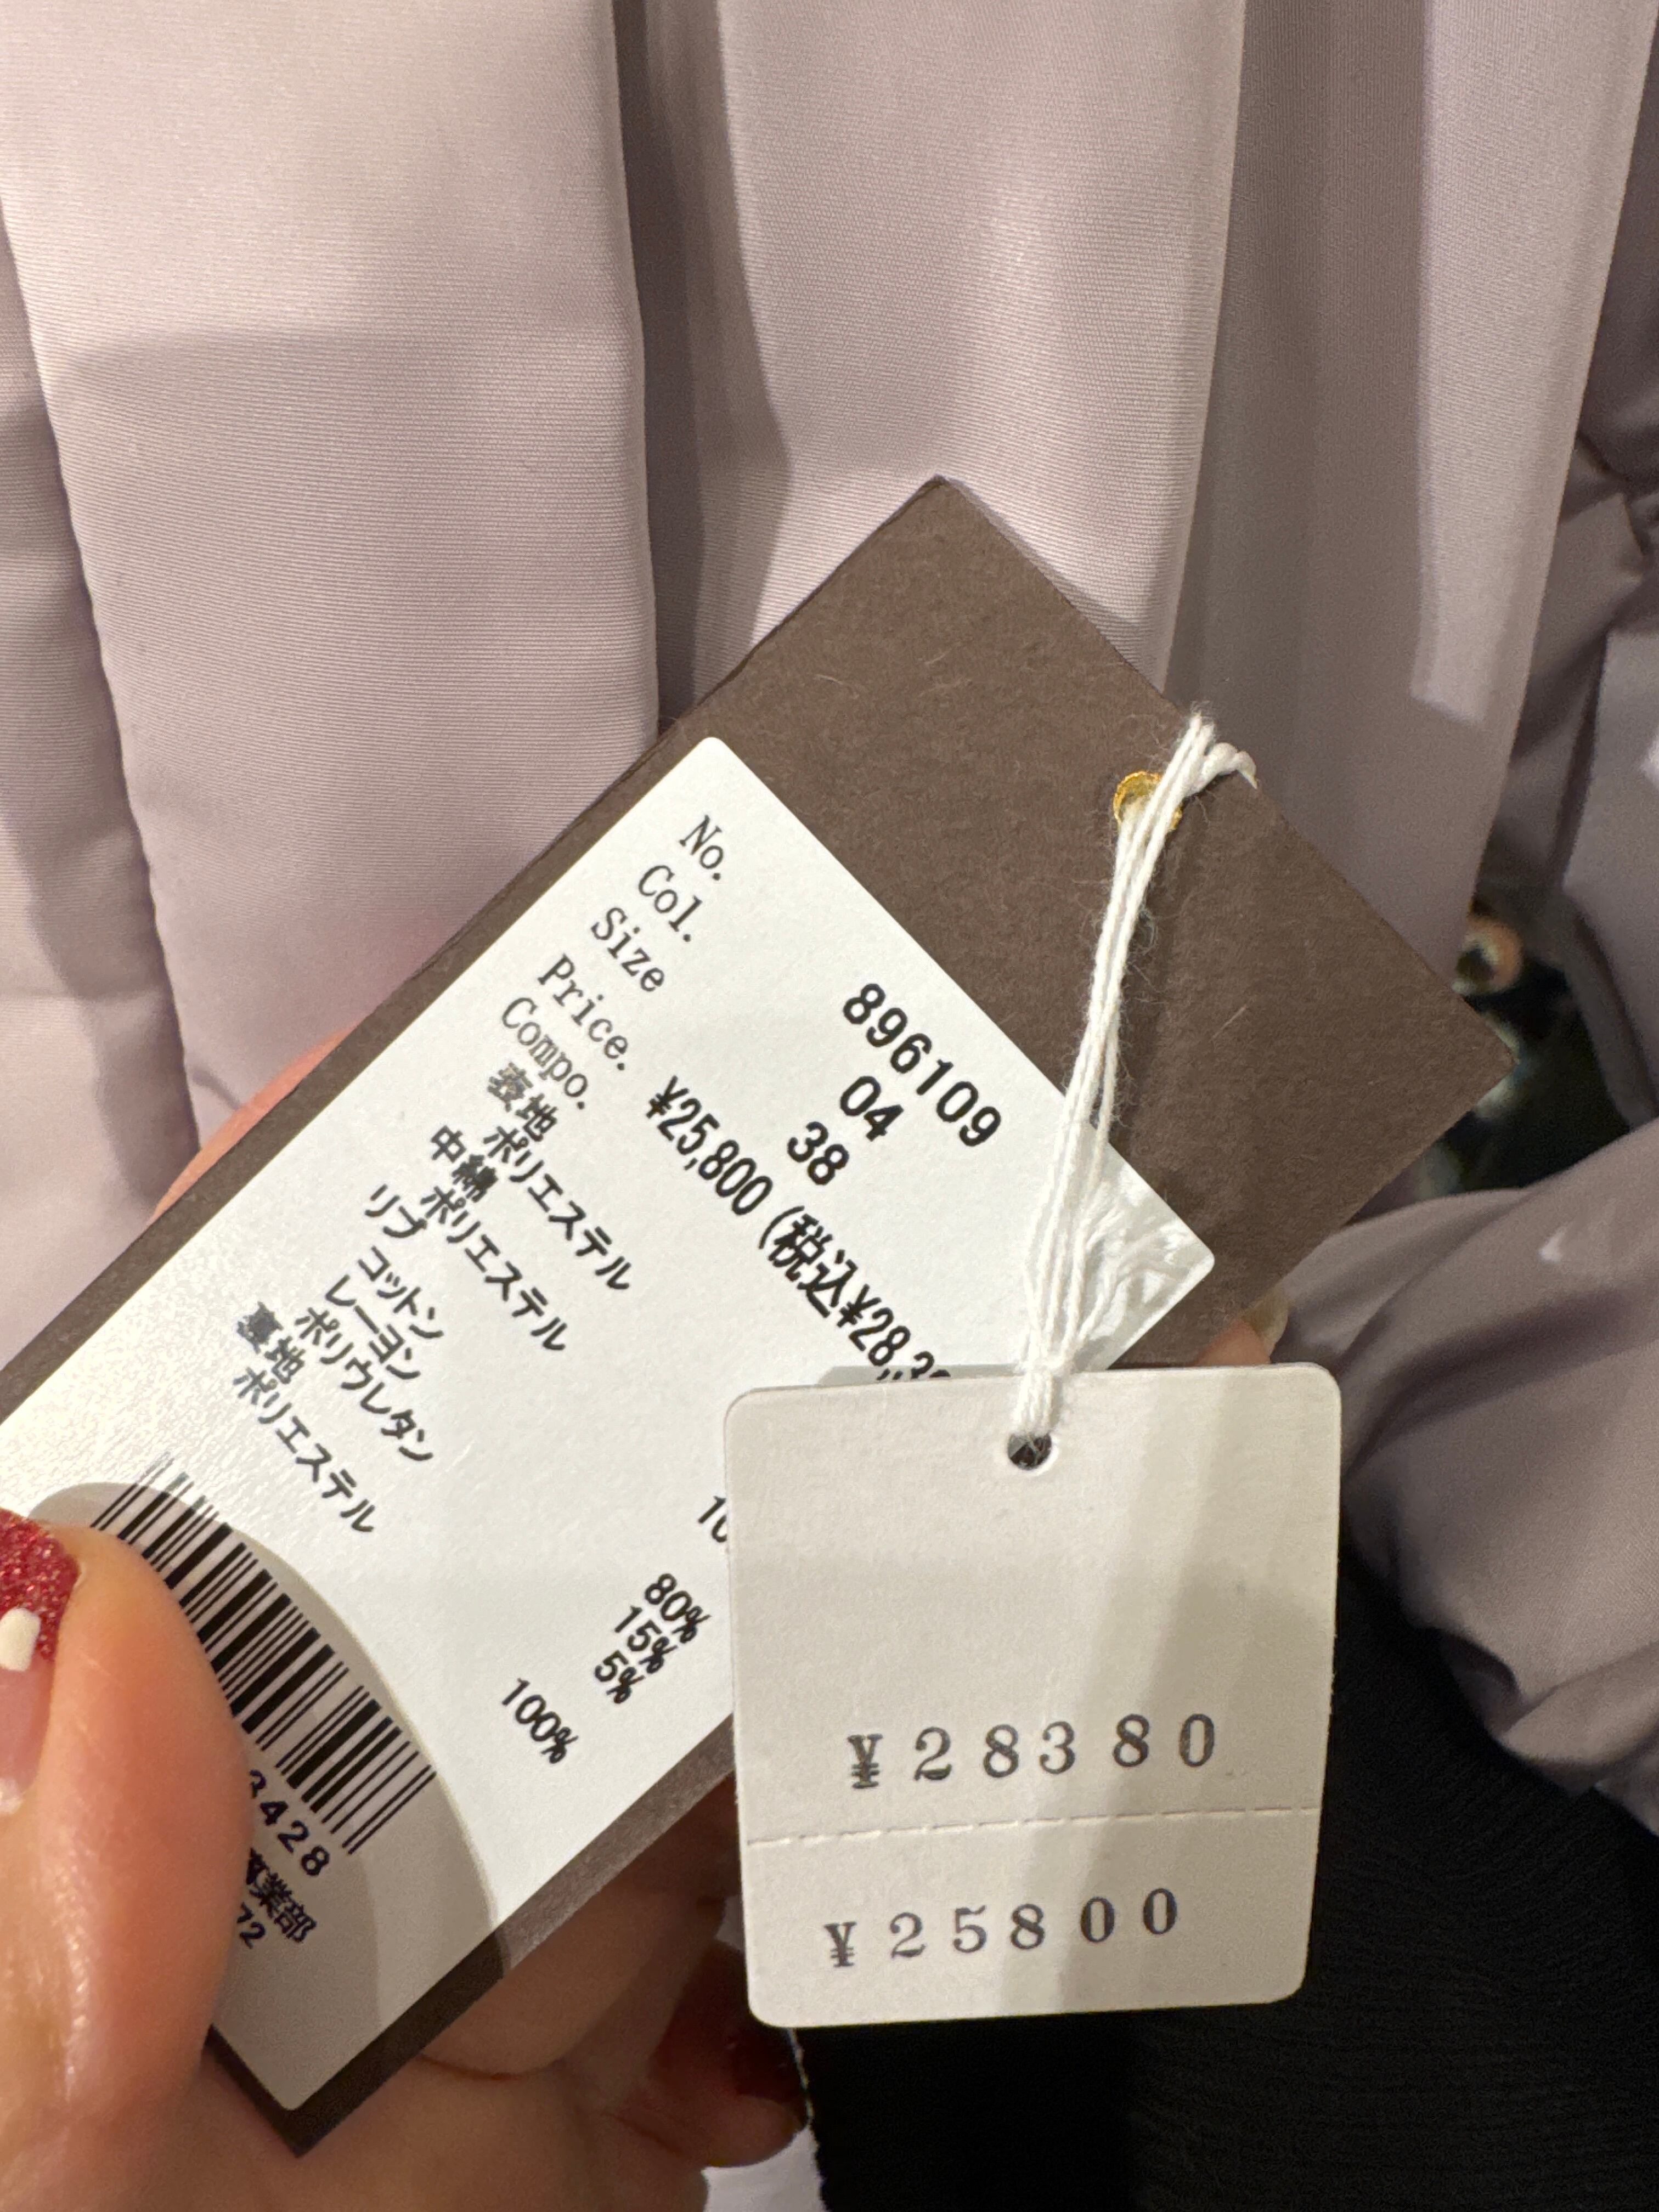 No. 896109
Col. 04
Size 38
Price. ¥25,800 (税込¥28,38
Compo.
表地
ポリエステル
中綿
ポリエステル 10
リブ
コットン 80%
レーヨン 15%
ポリウレタン 5%
裏地
ポリエステル 100%
3428
事業部
72
¥28380
¥25800